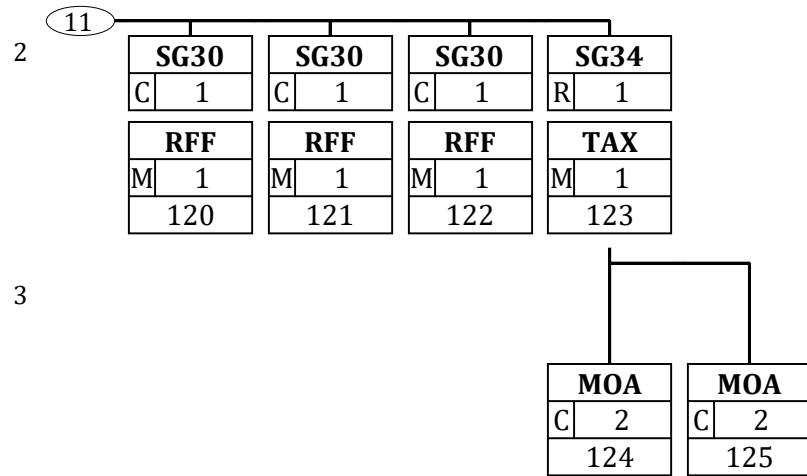 11
2
SG30 SG30 SG30 SG34
C 1 C 1 C 1 R 1
RFF RFF RFF TAX
M 1 M 1 M 1 M 1
120 121 122 123
3
MOA MOA
C 2 C 2
124 125